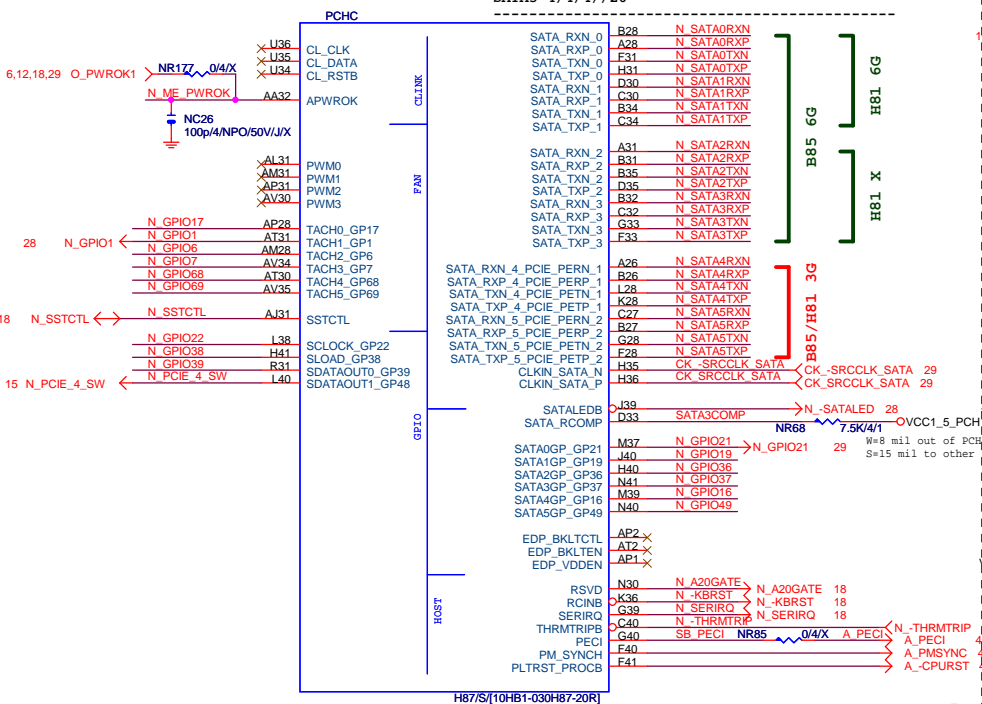 PCHC
U36 CL_CLK
U35 CL_DATA
U34 CL_RSTB
6,12,18,29 O_PWROK1 NR177 0/4/X
N_ME_PWROK AA32 APWROK
NC26
100p/4/NPO/50V/J/X
CLINK
AL31 PWM0
AM31 PWM1
AP31 PWM2
AV30 PWM3
FAN
N_GPIO17 AP28 TACH0_GP17
28 N_GPIO1 N_GPIO1 AT31 TACH1_GP1
N_GPIO6 AM28 TACH2_GP6
N_GPIO7 AV34 TACH3_GP7
N_GPIO68 AT30 TACH4_GP68
N_GPIO69 AV35 TACH5_GP69
18 N_SSTCTL N_SSTCTL AJ31 SSTCTL
N_GPIO22 L38 SCLOCK_GP22
N_GPIO38 H41 SLOAD_GP38
N_GPIO39 R31 SDATAOUT0_GP39
15 N_PCIE_4_SW N_PCIE_4_SW L40 SDATAOUT1_GP48
GPIO
HOST
SATA_RXN_0 B28 N_SATA0RXN
SATA_RXP_0 A28 N_SATA0RXP
SATA_TXN_0 F31 N_SATA0TXN
SATA_TXP_0 H31 N_SATA0TXP
SATA_RXN_1 D30 N_SATA1RXN
SATA_RXP_1 C30 N_SATA1RXP
SATA_TXN_1 B34 N_SATA1TXN
SATA_TXP_1 C34 N_SATA1TXP
SATA_RXN_2 A31 N_SATA2RXN
SATA_RXP_2 B31 N_SATA2RXP
SATA_TXN_2 B35 N_SATA2TXN
SATA_TXP_2 D35 N_SATA2TXP
SATA_RXN_3 B32 N_SATA3RXN
SATA_RXP_3 C32 N_SATA3RXP
SATA_TXN_3 G33 N_SATA3TXN
SATA_TXP_3 F33 N_SATA3TXP
B85 6G
H81 6G
H81 X
SATA_RXN_4_PCIE_PERN_1 A26 N_SATA4RXN
SATA_RXP_4_PCIE_PERP_1 B26 N_SATA4RXP
SATA_TXN_4_PCIE_PETN_1 L28 N_SATA4TXN
SATA_TXP_4_PCIE_PETP_1 K28 N_SATA4TXP
SATA_RXN_5_PCIE_PERN_2 C27 N_SATA5RXN
SATA_RXP_5_PCIE_PERP_2 B27 N_SATA5RXP
SATA_TXN_5_PCIE_PETN_2 G28 N_SATA5TXN
SATA_TXP_5_PCIE_PETP_2 F28 N_SATA5TXP
B85/H81 3G
CLKIN_SATA_N H35 CK_-SRCCLK_SATA CK_-SRCCLK_SATA 29
CLKIN_SATA_P H36 CK_SRCCLK_SATA CK_SRCCLK_SATA 29
SATALEDB J39 N_-SATALED 28
SATA_RCOMP D33 SATA3COMP NR68 7.5K/4/1 VCC1_5_PCH
W=8 mil out of PCH
S=15 mil to other
SATA0GP_GP21 M37 N_GPIO21 N_GPIO21 29
SATA1GP_GP19 J40 N_GPIO19
SATA2GP_GP36 H40 N_GPIO36
SATA3GP_GP37 N41 N_GPIO37
SATA4GP_GP16 M39 N_GPIO16
SATA5GP_GP49 N40 N_GPIO49
EDP_BKLTCTL AP2
EDP_BKLTEN AT2
EDP_VDDEN AP1
RSVD N30 N_A20GATE N_A20GATE 18
RCINB K36 N_-KBRST N_-KBRST 18
SERIRQ G39 N_SERIRQ N_SERIRQ 18
THRMTRIPB C40 N_-THRMTRIP N_-THRMTRIP
PECI G40 SB_PECI NR85 0/4/X A_PECI A_PECI
PM_SYNCH F40 A_PMSYNC
PLTRST_PROCB F41 A_-CPURST
H87/S/[10HB1-030H87-20R]